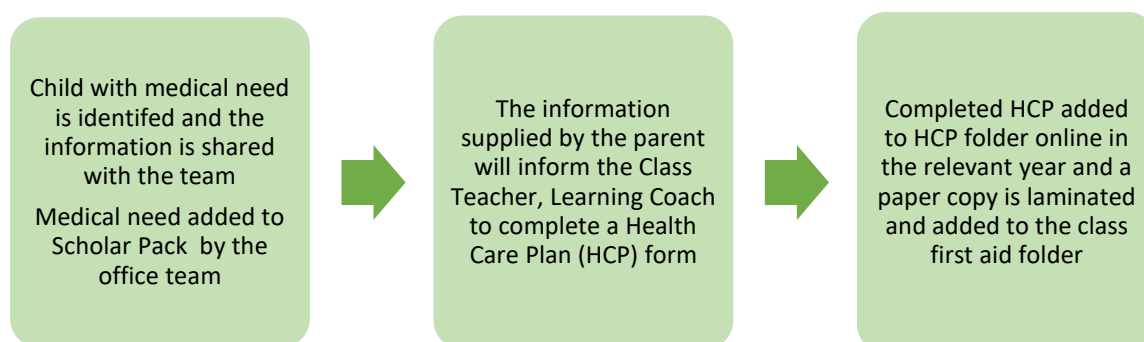 Child with medical need
is identifed and the
information is shared
with the team
Medical need added to
Scholar Pack by the
office team
The information
supplied by the parent
will inform the Class
Teacher, Learning Coach
to complete a Health
Care Plan (HCP) form
Completed HCP added
to HCP folder online in
the relevant year and a
paper copy is laminated
and added to the class
first aid folder